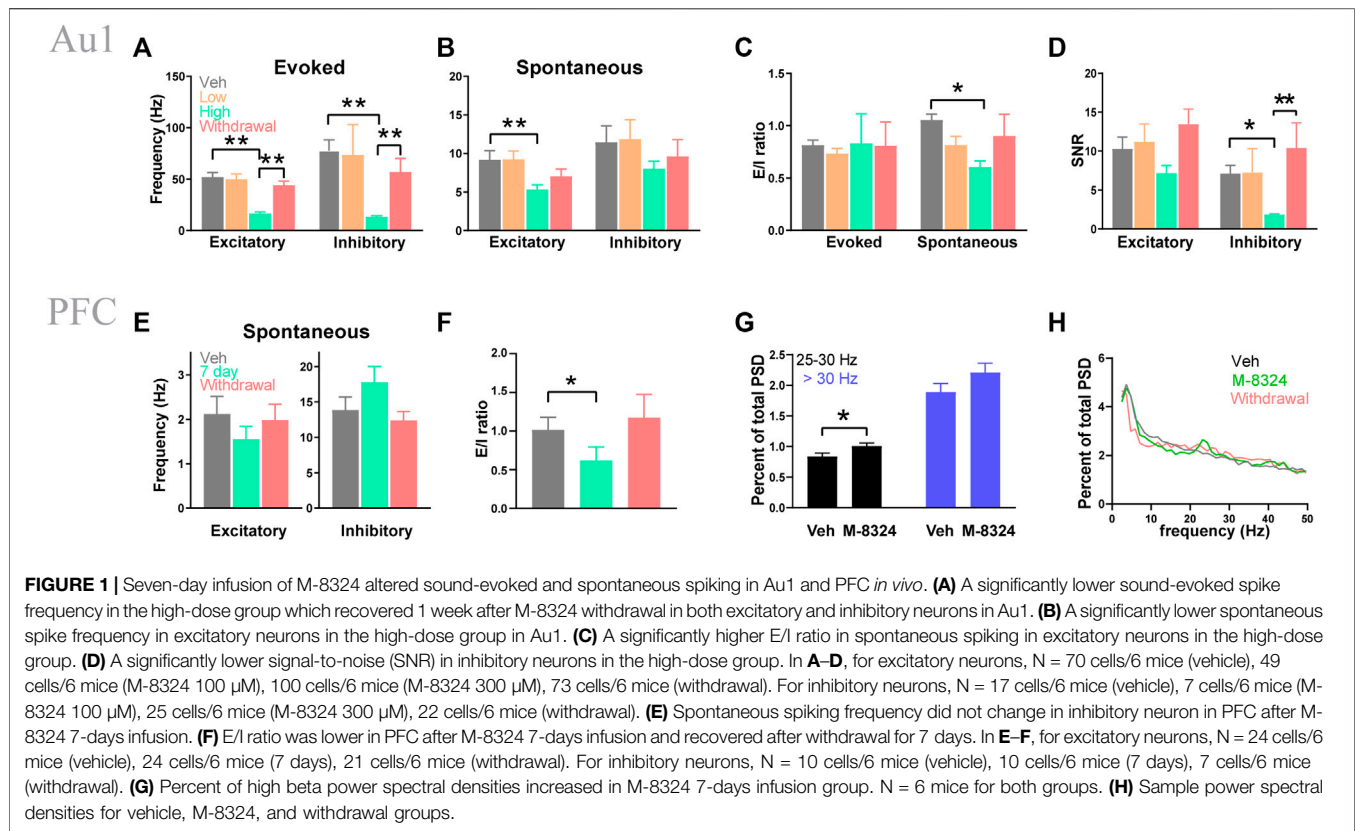 Au1
A
Evoked
Frequency (Hz)
150
100
50
0
Veh
Low
High
Withdrawal
**
**
**
**
Excitatory
Inhibitory
B
Spontaneous
20
15
10
5
0
**
Excitatory
Inhibitory
C
E/I ratio
1.5
1.0
0.5
0.0
*
Evoked
Spontaneous
D
SNR
20
15
10
5
0
*
**
Excitatory
Inhibitory
PFC
E
Spontaneous
Frequency (Hz)
3
2
1
0
Veh
7 day
Withdrawal
20
15
10
5
0
Excitatory
Inhibitory
F
E/I ratio
2.0
1.5
1.0
0.5
0.0
*
G
Percent of total PSD
2.5
2.0
1.5
1.0
0.5
0.0
25-30 Hz
> 30 Hz
*
Veh M-8324
Veh M-8324
H
Percent of total PSD
6
4
2
0
Veh
M-8324
Withdrawal
0 10 20 30 40 50
frequency (Hz)
FIGURE 1 | Seven-day infusion of M-8324 altered sound-evoked and spontaneous spiking in Au1 and PFC in vivo. (A) A significantly lower sound-evoked spike
frequency in the high-dose group which recovered 1 week after M-8324 withdrawal in both excitatory and inhibitory neurons in Au1. (B) A significantly lower spontaneous
spike frequency in excitatory neurons in the high-dose group in Au1. (C) A significantly higher E/I ratio in spontaneous spiking in excitatory neurons in the high-dose
group. (D) A significantly lower signal-to-noise (SNR) in inhibitory neurons in the high-dose group. In A–D, for excitatory neurons, N = 70 cells/6 mice (vehicle), 49
cells/6 mice (M-8324 100 μM), 100 cells/6 mice (M-8324 300 μM), 73 cells/6 mice (withdrawal). For inhibitory neurons, N = 17 cells/6 mice (vehicle), 7 cells/6 mice (M-
8324 100 μM), 25 cells/6 mice (M-8324 300 μM), 22 cells/6 mice (withdrawal). (E) Spontaneous spiking frequency did not change in inhibitory neuron in PFC after M-
8324 7-days infusion. (F) E/I ratio was lower in PFC after M-8324 7-days infusion and recovered after withdrawal for 7 days. In E–F, for excitatory neurons, N = 24 cells/6
mice (vehicle), 24 cells/6 mice (7 days), 21 cells/6 mice (withdrawal). For inhibitory neurons, N = 10 cells/6 mice (vehicle), 10 cells/6 mice (7 days), 7 cells/6 mice
(withdrawal). (G) Percent of high beta power spectral densities increased in M-8324 7-days infusion group. N = 6 mice for both groups. (H) Sample power spectral
densities for vehicle, M-8324, and withdrawal groups.